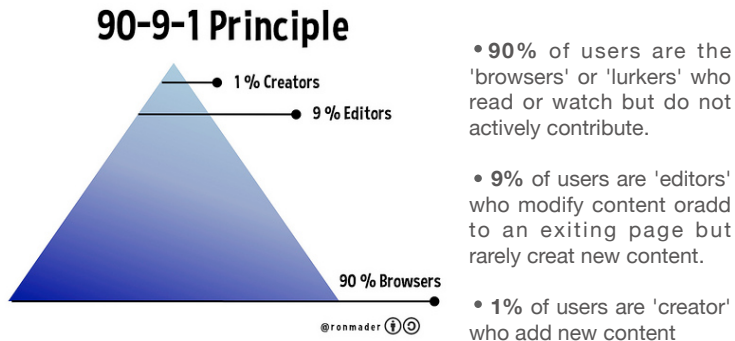 90-9-1 Principle
1 % Creators
9 % Editors
90 % Browsers
@ronmader
• 90% of users are the
'browsers' or 'lurkers' who
read or watch but do not
actively contribute.
• 9% of users are 'editors'
who modify content oradd
to an exiting page but
rarely creat new content.
• 1% of users are 'creator'
who add new content